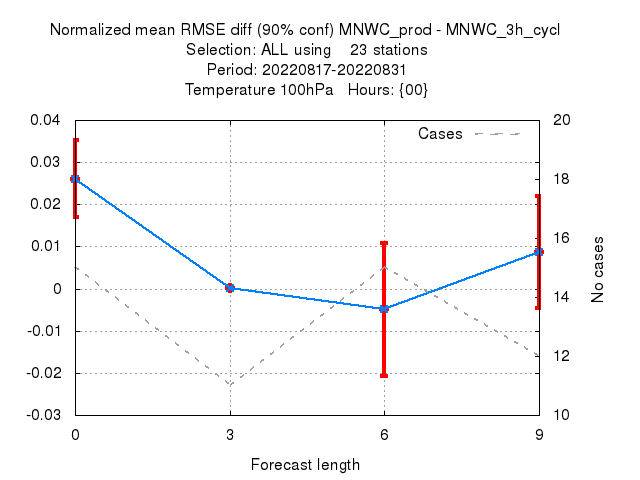 Normalized mean RMSE diff (90% conf) MNWC_prod - MNWC_3h_cycl
Selection: ALL using    23 stations
Period: 20220817-20220831
Temperature 100hPa   Hours: {00}
Cases
0.04
0.03
0.02
0.01
0
-0.01
-0.02
-0.03
20
18
16
14
12
10
No cases
0
3
6
9
Forecast length